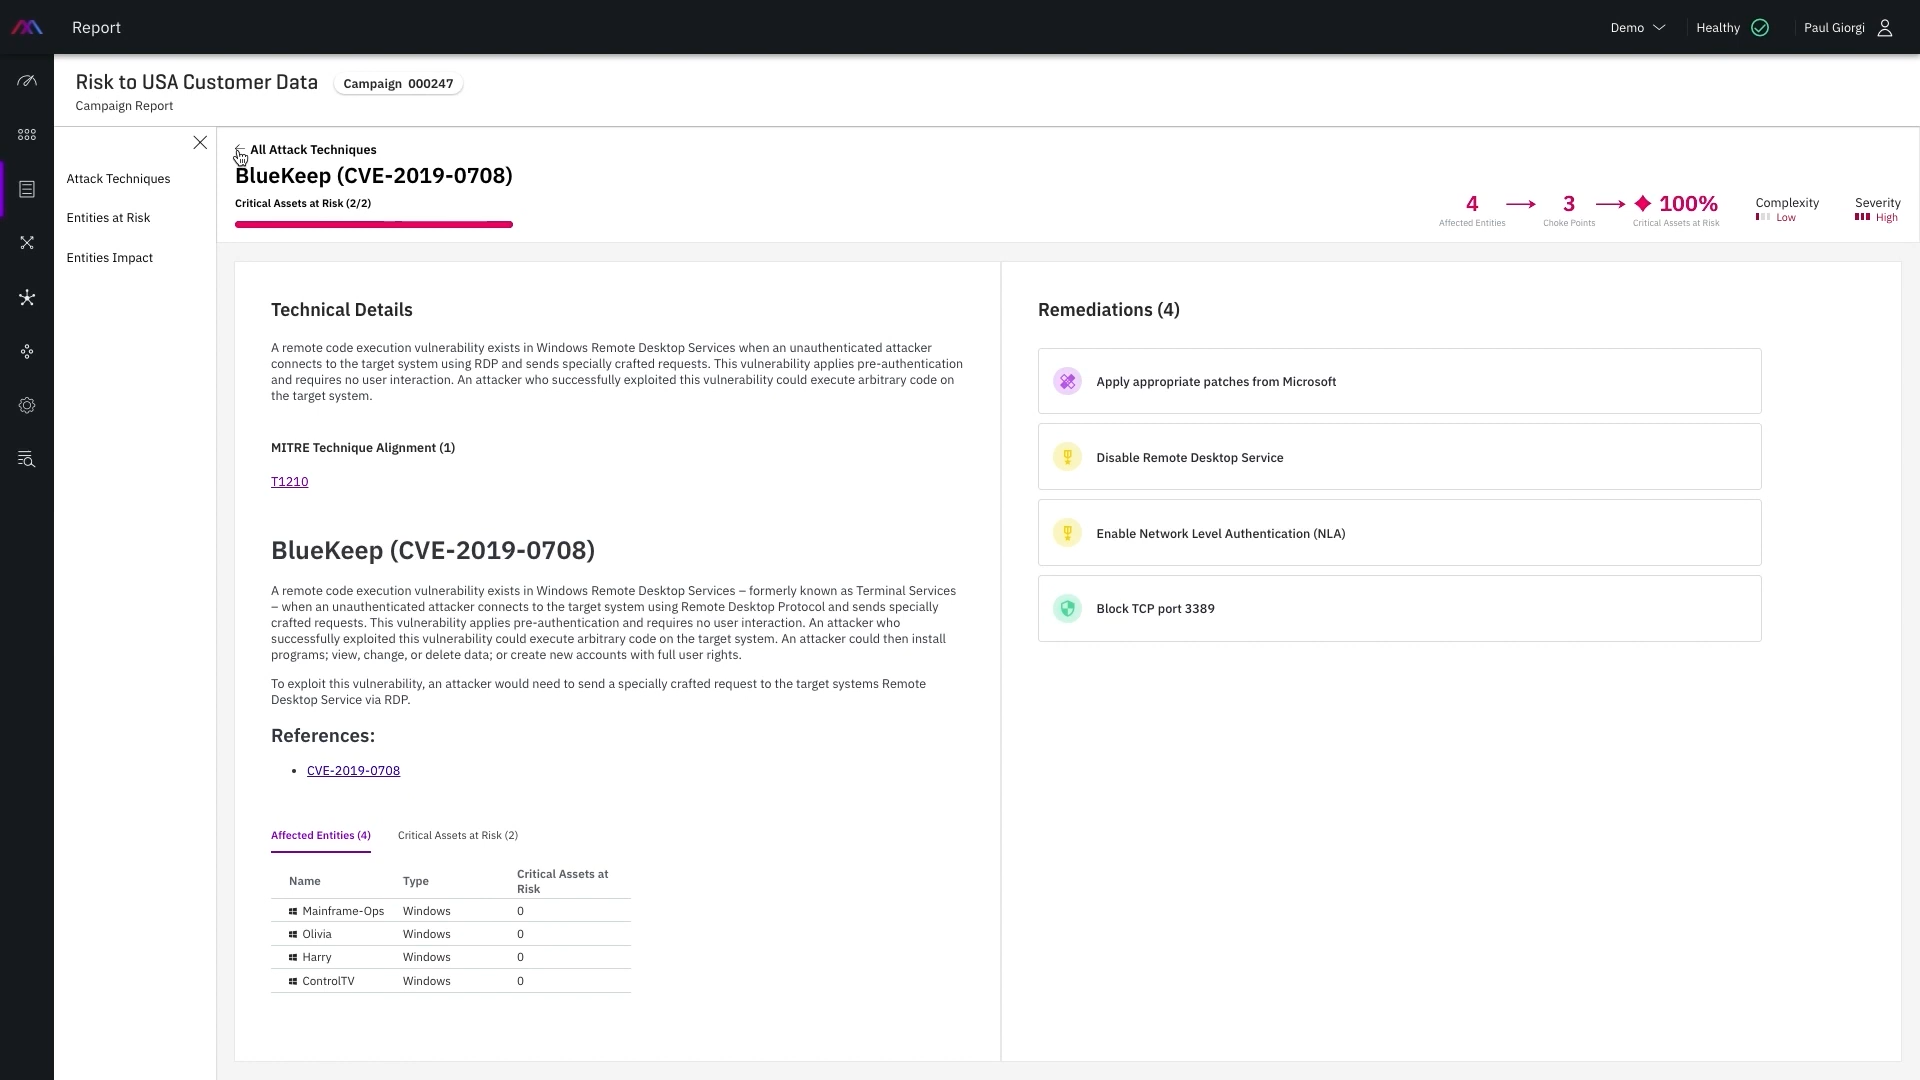 Report
Demo
Healthy
Paul Giorgi
Risk to USA Customer Data
Campaign 000247
Campaign Report
Attack Techniques
Entities at Risk
Entities Impact
All Attack Techniques
BlueKeep (CVE-2019-0708)
Critical Assets at Risk (2/2)
4
Affected Entities
3
Choke Points
100%
Critical Assets at Risk
Complexity
Low
Severity
High
Technical Details
A remote code execution vulnerability exists in Windows Remote Desktop Services when an unauthenticated attacker
connects to the target system using RDP and sends specially crafted requests. This vulnerability applies pre-authentication
and requires no user interaction. An attacker who successfully exploited this vulnerability could execute arbitrary code on
the target system.
MITRE Technique Alignment (1)
T1210
BlueKeep (CVE-2019-0708)
A remote code execution vulnerability exists in Windows Remote Desktop Services – formerly known as Terminal Services
– when an unauthenticated attacker connects to the target system using Remote Desktop Protocol and sends specially
crafted requests. This vulnerability applies pre-authentication and requires no user interaction. An attacker who
successfully exploited this vulnerability could execute arbitrary code on the target system. An attacker could then install
programs; view, change, or delete data; or create new accounts with full user rights.
To exploit this vulnerability, an attacker would need to send a specially crafted request to the target systems Remote
Desktop Service via RDP.
References:
• CVE-2019-0708
Affected Entities (4)
Critical Assets at Risk (2)
Name Type Critical Assets at
Risk
Mainframe-Ops Windows 0
Olivia Windows 0
Harry Windows 0
ControlTV Windows 0
Remediations (4)
Apply appropriate patches from Microsoft
Disable Remote Desktop Service
Enable Network Level Authentication (NLA)
Block TCP port 3389